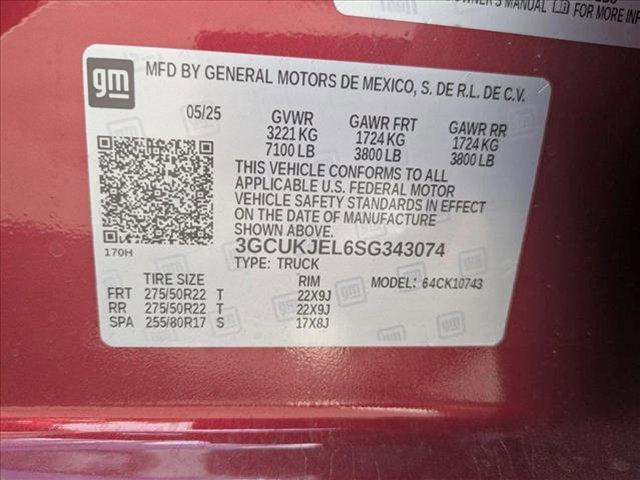 OWNER'S MANUAL FOR MORE INF
gm
MFD BY GENERAL MOTORS DE MEXICO, S. DE R.L. DE C.V.
05/25 GVWR GAWR FRT GAWR RR
3221 KG 1724 KG 1724 KG
7100 LB 3800 LB 3800 LB
THIS VEHICLE CONFORMS TO ALL
APPLICABLE U.S. FEDERAL MOTOR
VEHICLE SAFETY STANDARDS IN EFFECT
ON THE DATE OF MANUFACTURE
SHOWN ABOVE.
170H 3GCUKJEL6SG343074
TYPE: TRUCK
TIRE SIZE RIM MODEL: 64CK10743
FRT 275/50R22 T 22X9J
RR 275/50R22 T 22X9J
SPA 255/80R17 S 17X8J